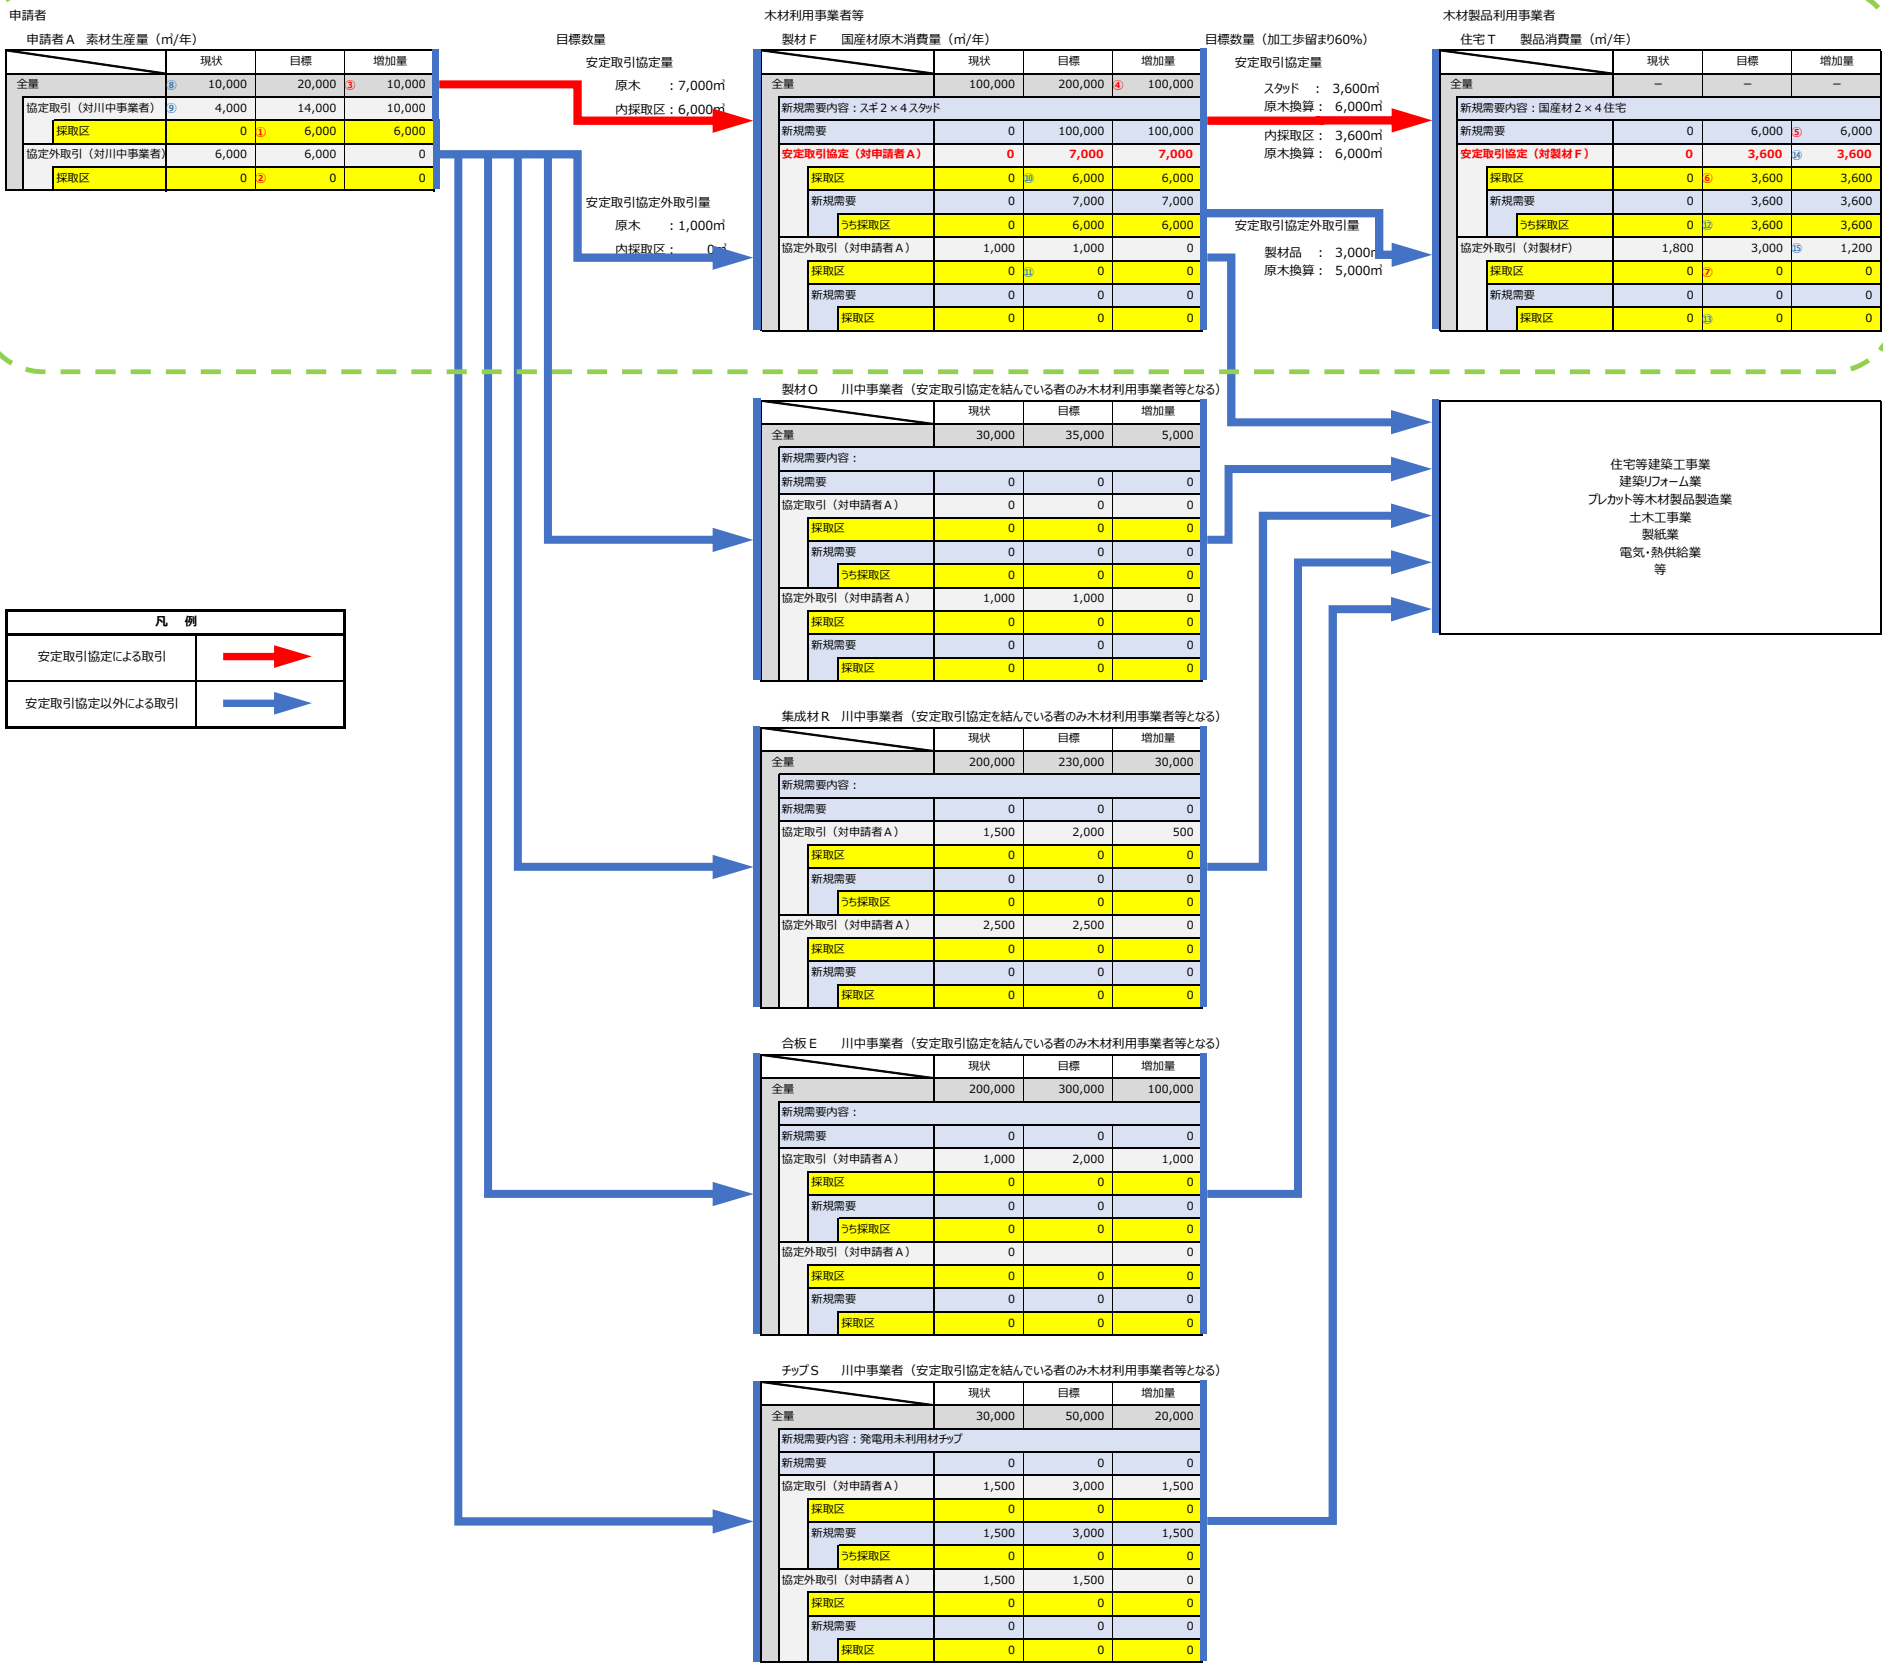 申請者
申請者A 素材生産量（㎥/年）
現状 目標 増加量
全量 ⑧ 10,000 20,000 ③ 10,000
協定取引（対川中事業者） ⑨ 4,000 14,000 10,000
採取区 0 ① 6,000 6,000
協定外取引（対川中事業者） 6,000 6,000 0
採取区 0 ② 0 0
目標数量
安定取引協定量
原木 ：7,000㎥
内採取区：6,000㎥
安定取引協定外取引量
原木 ：1,000㎥
内採取区： 0㎥
木材利用事業者等
製材F 国産材原木消費量（㎥/年）
現状 目標 増加量
全量 100,000 200,000 ④ 100,000
新規需要内容：スギ2×4スタッド
新規需要 0 100,000 100,000
安定取引協定（対申請者A） 0 7,000 7,000
採取区 0 ⑩ 6,000 6,000
新規需要 0 7,000 7,000
うち採取区 0 6,000 6,000
協定外取引（対申請者A） 1,000 1,000 0
採取区 0 ⑪ 0 0
新規需要 0 0 0
採取区 0 0 0
目標数量（加工歩留まり60%）
安定取引協定量
スタッド ： 3,600㎥
原木換算： 6,000㎥
内採取区： 3,600㎥
原木換算： 6,000㎥
安定取引協定外取引量
製材品 ： 3,000㎥
原木換算： 5,000㎥
木材製品利用事業者
住宅T 製品消費量（㎥/年）
現状 目標 増加量
全量 － － －
新規需要内容：国産材2×4住宅
新規需要 0 6,000 ⑤ 6,000
安定取引協定（対製材F） 0 3,600 ⑭ 3,600
採取区 0 ⑥ 3,600 3,600
新規需要 0 3,600 3,600
うち採取区 0 ⑫ 3,600 3,600
協定外取引（対製材F) 1,800 3,000 ⑮ 1,200
採取区 0 ⑦ 0 0
新規需要 0 0 0
採取区 0 ⑬ 0 0
製材O 川中事業者（安定取引協定を結んでいる者のみ木材利用事業者等となる）
現状 目標 増加量
全量 30,000 35,000 5,000
新規需要内容：
新規需要 0 0 0
協定取引（対申請者A） 0 0 0
採取区 0 0 0
新規需要 0 0 0
うち採取区 0 0 0
協定外取引（対申請者A） 1,000 1,000 0
採取区 0 0 0
新規需要 0 0 0
採取区 0 0 0
住宅等建築工事業
建築リフォーム業
プレカット等木材製品製造業
土木工事業
製紙業
電気・熱供給業
等
凡 例
安定取引協定による取引
安定取引協定以外による取引
集成材R 川中事業者（安定取引協定を結んでいる者のみ木材利用事業者等となる）
現状 目標 増加量
全量 200,000 230,000 30,000
新規需要内容：
新規需要 0 0 0
協定取引（対申請者A） 1,500 2,000 500
採取区 0 0 0
新規需要 0 0 0
うち採取区 0 0 0
協定外取引（対申請者A） 2,500 2,500 0
採取区 0 0 0
新規需要 0 0 0
採取区 0 0 0
合板E 川中事業者（安定取引協定を結んでいる者のみ木材利用事業者等となる）
現状 目標 増加量
全量 200,000 300,000 100,000
新規需要内容：
新規需要 0 0 0
協定取引（対申請者A） 1,000 2,000 1,000
採取区 0 0 0
新規需要 0 0 0
うち採取区 0 0 0
協定外取引（対申請者A） 0 0
採取区 0 0 0
新規需要 0 0 0
採取区 0 0 0
チップS 川中事業者（安定取引協定を結んでいる者のみ木材利用事業者等となる）
現状 目標 増加量
全量 30,000 50,000 20,000
新規需要内容：発電用未利用材チップ
新規需要 0 0 0
協定取引（対申請者A） 1,500 3,000 1,500
採取区 0 0 0
新規需要 1,500 3,000 1,500
うち採取区 0 0 0
協定外取引（対申請者A） 1,500 1,500 0
採取区 0 0 0
新規需要 0 0 0
採取区 0 0 0